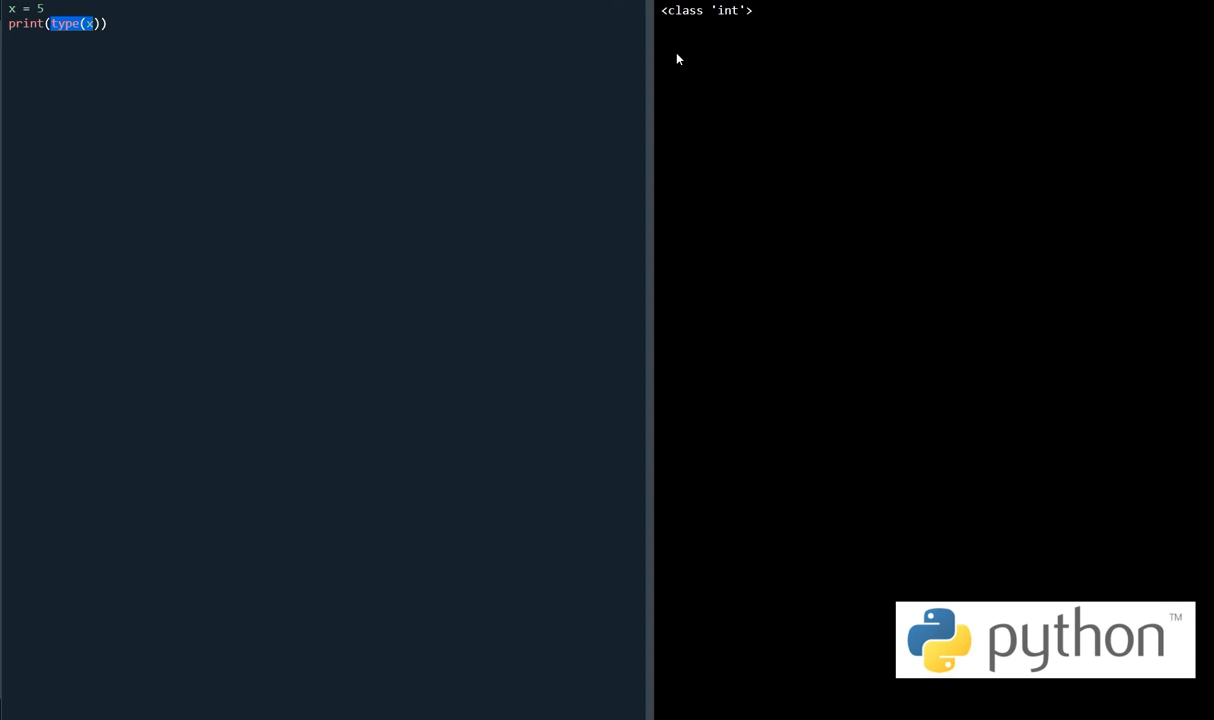 x = 5
print(type(x))
<class 'int'>
python™